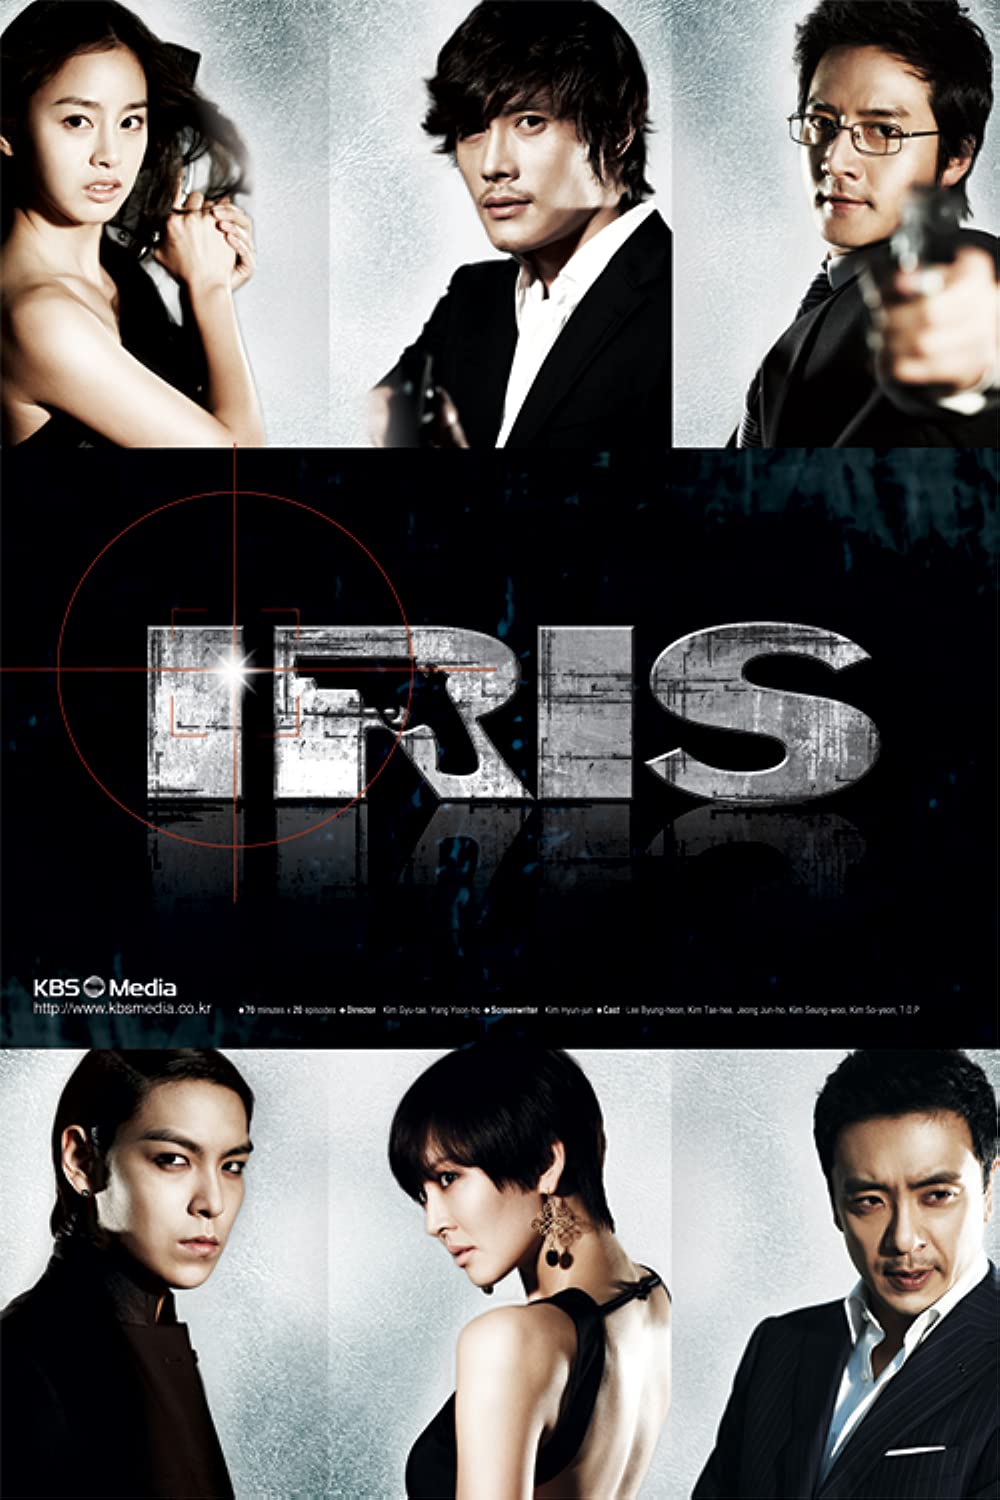 IRIS
KBS Media
http://www.kbsmedia.co.kr
◆ 70 minutes x 20 episodes ◆ Director Kim Gyu-tae, Yang Yoon-ho ◆ Screenwriter Kim Hyun-jun ◆ Cast Lee Byung-heon, Kim Tae-hee, Jeong Jun-ho, Kim Seung-woo, Kim So-yeon, T.O.P